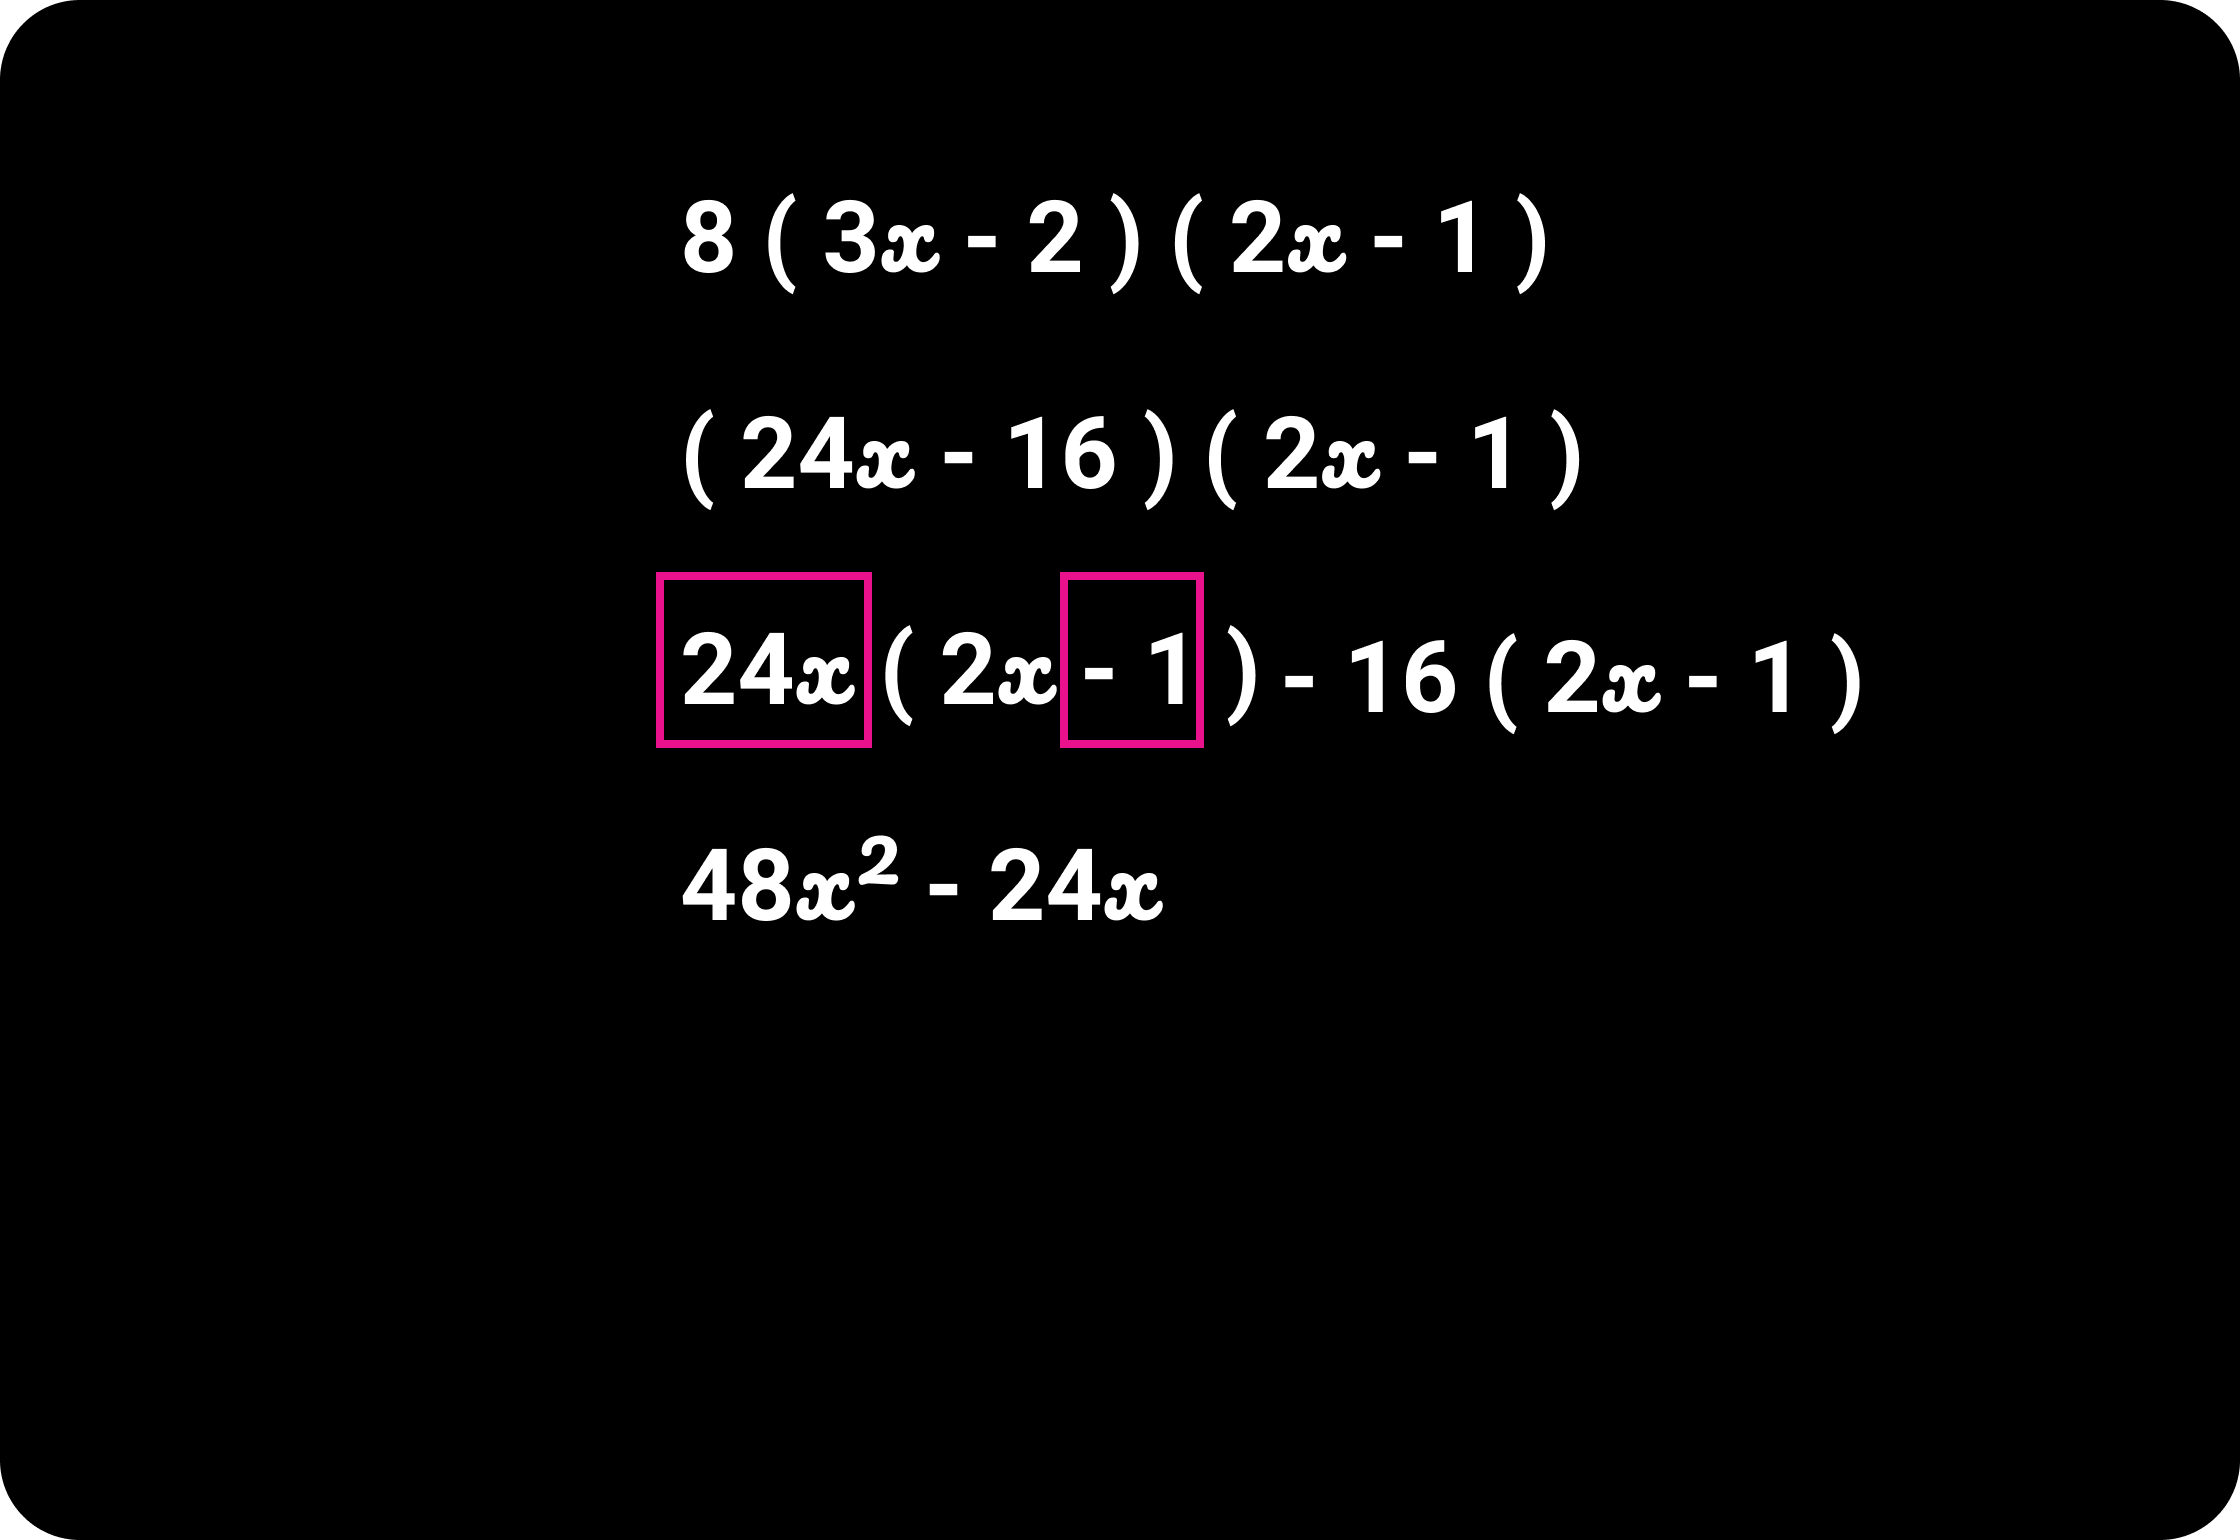 8 ( 3x - 2 ) ( 2x - 1 )
( 24x - 16 ) ( 2x - 1 )
24x ( 2x - 1 ) - 16 ( 2x - 1 )
48x² - 24x